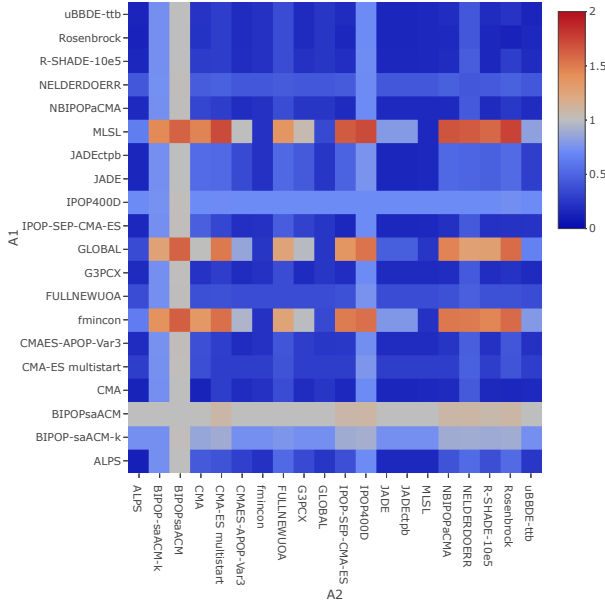 uBBDE-ttb
Rosenbrock
R-SHADE-10e5
NELDERDOERR
NBIPOPaCMA
MLSL
JADEctpb
JADE
IPOP400D
IPOP-SEP-CMA-ES
GLOBAL
G3PCX
FULLNEWUOA
fmincon
CMAES-APOP-Var3
CMA-ES multistart
CMA
BIPOPsaACM
BIPOP-saACM-k
ALPS
A1
ALPS
BIPOP-saACM-k
BIPOPsaACM
CMA
CMA-ES multistart
CMAES-APOP-Var3
fmincon
FULLNEWUOA
G3PCX
GLOBAL
IPOP-SEP-CMA-ES
IPOP400D
JADE
JADEctpb
MLSL
NBIPOPaCMA
NELDERDOERR
R-SHADE-10e5
Rosenbrock
uBBDE-ttb
A2
2
1.5
1
0.5
0